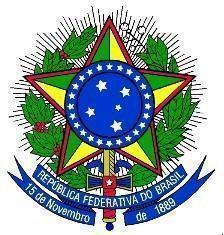 REPÚBLICA FEDERATIVA DO BRASIL
15 de Novembro de 1889